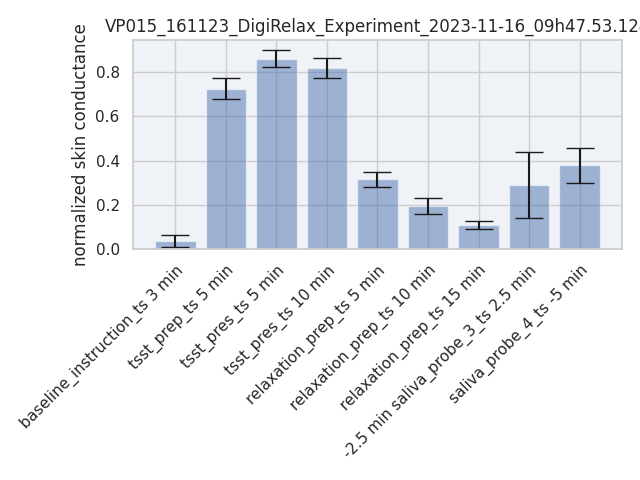 VP015_161123_DigiRelax_Experiment_2023-11-16_09h47.53.12
normalized skin conductance
0.8
0.6
0.4
0.2
0.0
baseline_instruction_ts 3 min
tsst_prep_ts 5 min
tsst_pres_ts 5 min
tsst_pres_ts 10 min
relaxation_prep_ts 5 min
relaxation_prep_ts 10 min
relaxation_prep_ts 15 min
-2.5 min saliva_probe_3_ts 2.5 min
saliva_probe_4_ts -5 min